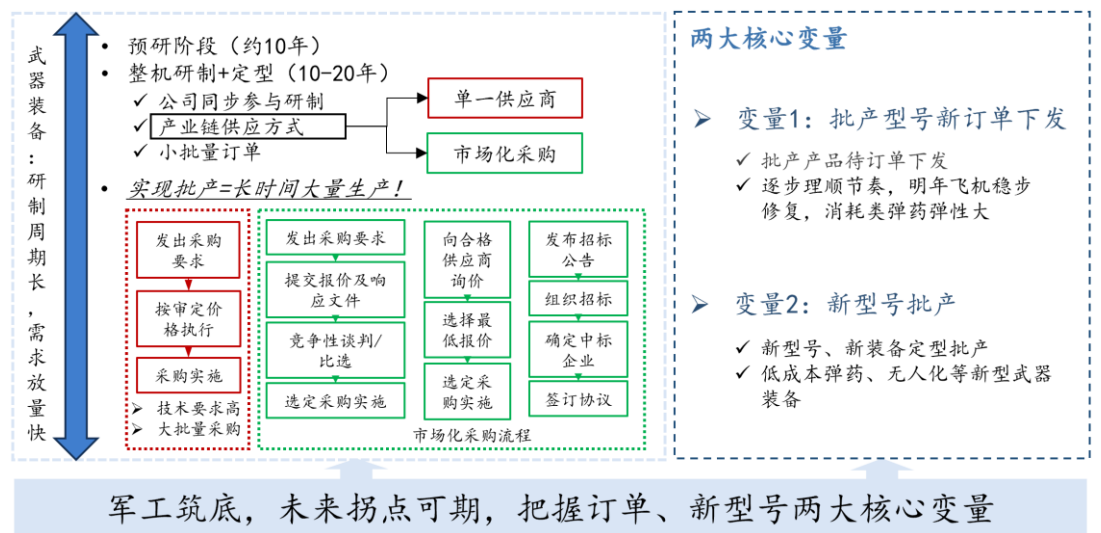 武器装备：研制周期长，需求放量快
• 预研阶段（约10年）
• 整机研制+定型（10-20年）
✓ 公司同步参与研制
✓ 产业链供应方式
✓ 小批量订单
单一供应商
市场化采购
• 实现批产=长时间大量生产！
发出采购
要求
按审定价
格执行
采购实施
➢ 技术要求高
➢ 大批量采购
发出采购要求
提交报价及响
应文件
竞争性谈判/
比选
选定采购实施
向合格
供应商
询价
选择最
低报价
选定采
购实施
发布招标
公告
组织招标
确定中标
企业
签订协议
市场化采购流程
两大核心变量
➢ 变量1：批产型号新订单下发
✓ 批产产品待订单下发
✓ 逐步理顺节奏，明年飞机稳步
修复，消耗类弹药弹性大
➢ 变量2：新型号批产
✓ 新型号、新装备定型批产
✓ 低成本弹药、无人化等新型武器
装备
军工筑底，未来拐点可期，把握订单、新型号两大核心变量